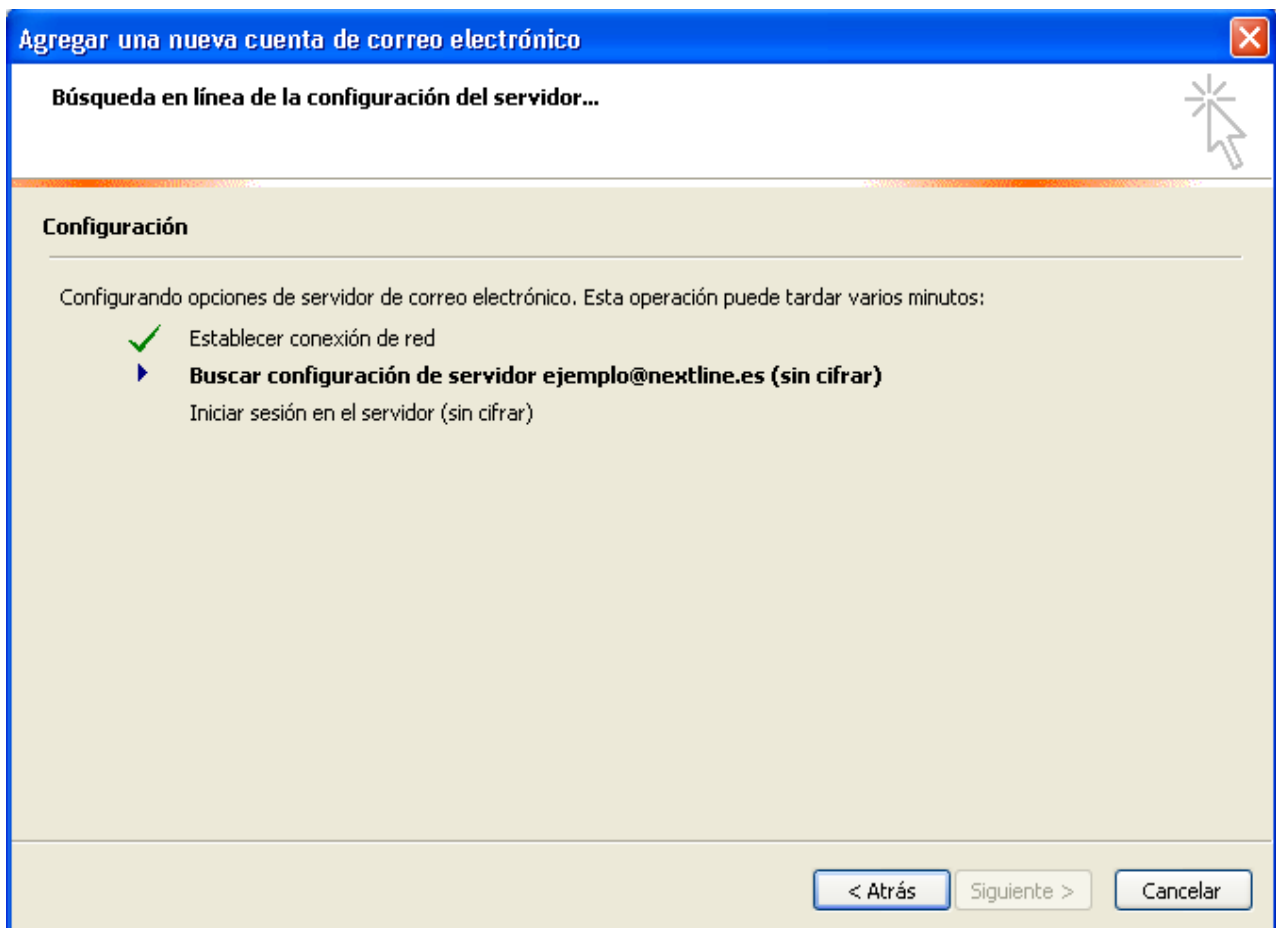 Agregar una nueva cuenta de correo electrónico
Búsqueda en línea de la configuración del servidor...
Configuración
Configurando opciones de servidor de correo electrónico. Esta operación puede tardar varios minutos:
Establecer conexión de red
Buscar configuración de servidor ejemplo@nextline.es (sin cifrar)
Iniciar sesión en el servidor (sin cifrar)
< Atrás Siguiente > Cancelar